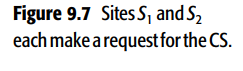 Figure 9.7 Sites S₁ and S₂
each make a request for the CS.